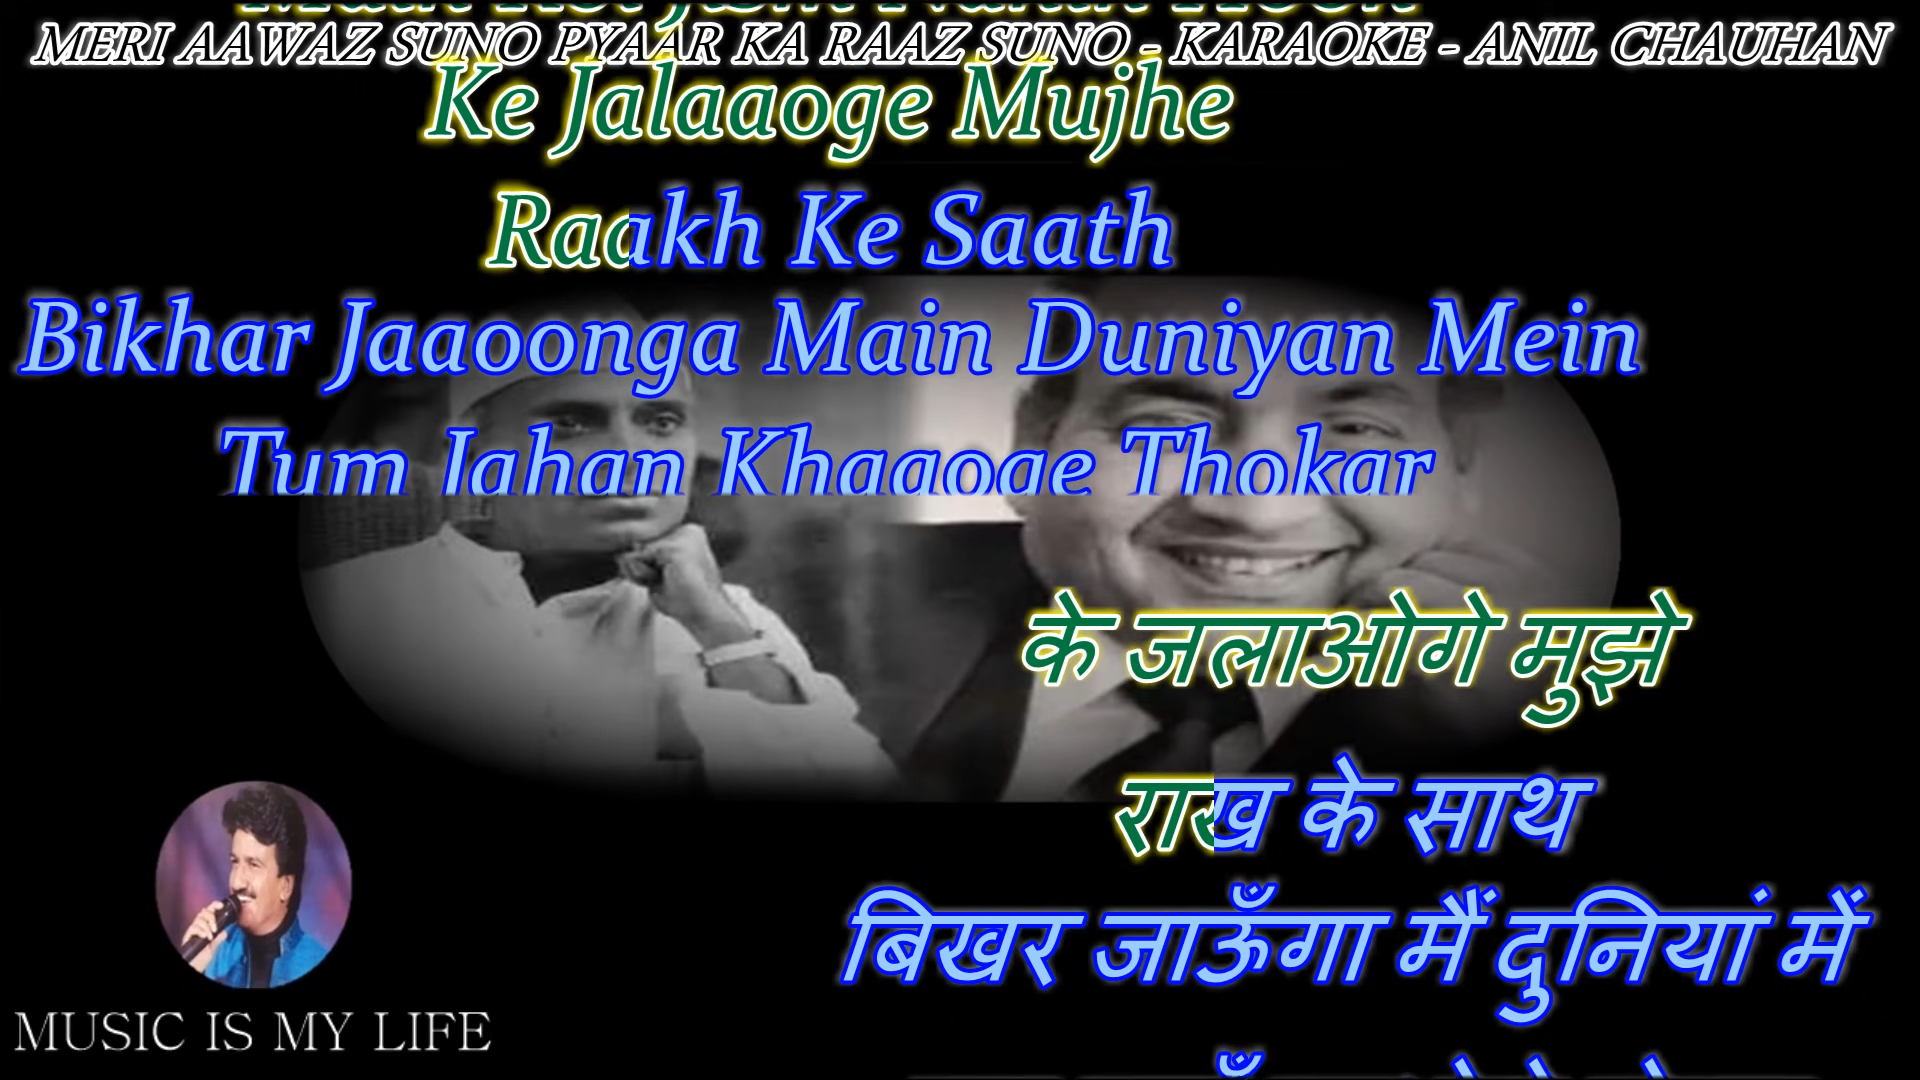 MERI AAWAZ SUNO PYAAR KA RAAZ SUNO - KARAOKE - ANIL CHAUHAN
Ke Jalaaoge Mujhe
Raakh Ke Saath
Bikhar Jaaoonga Main Duniyan Mein
Tum Jahan Khaaoge Thokar
के जलाओगे मुझे
राख के साथ
बिखर जाऊँगा मैं दुनियां में
MUSIC IS MY LIFE